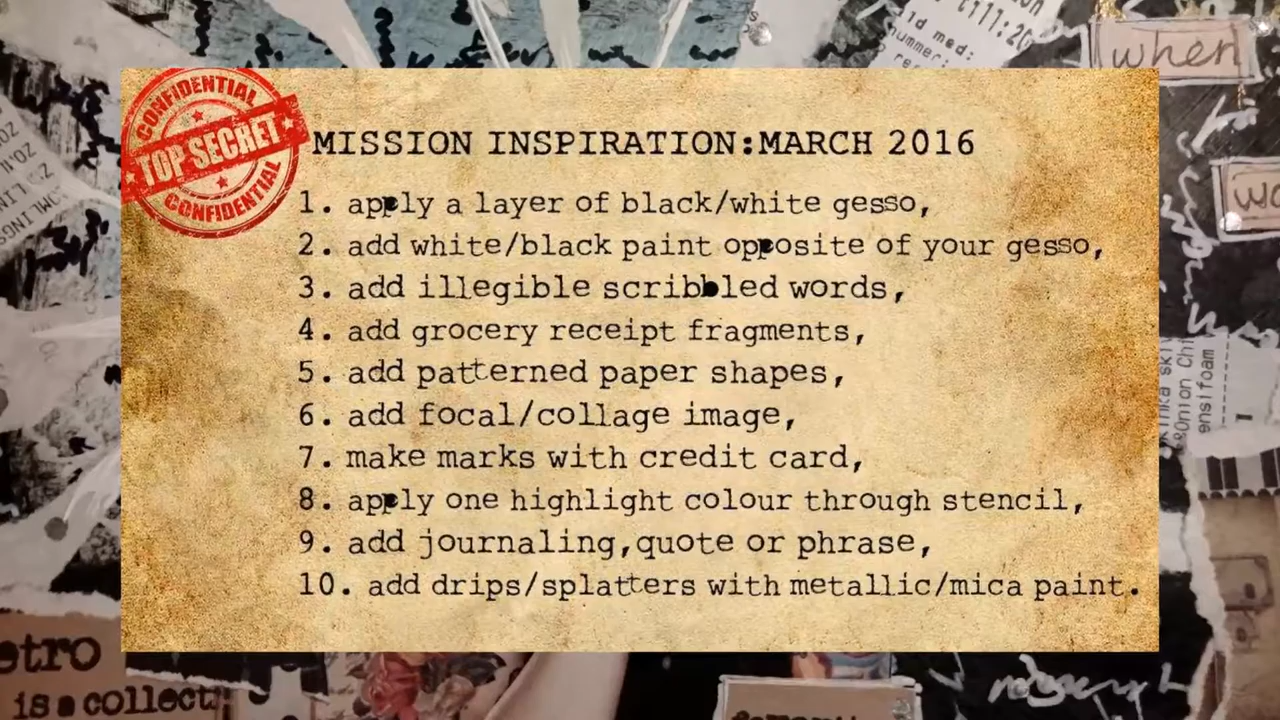 when
CONFIDENTIAL
TOP SECRET
CONFIDENTIAL
MISSION INSPIRATION:MARCH 2016
1. apply a layer of black/white gesso,
2. add white/black paint opposite of your gesso,
3. add illegible scribbled words,
4. add grocery receipt fragments,
5. add patterned paper shapes,
6. add focal/collage image,
7. make marks with credit card,
8. apply one highlight colour through stencil,
9. add journaling,quote or phrase,
10. add drips/splatters with metallic/mica paint.
etro
is a collect